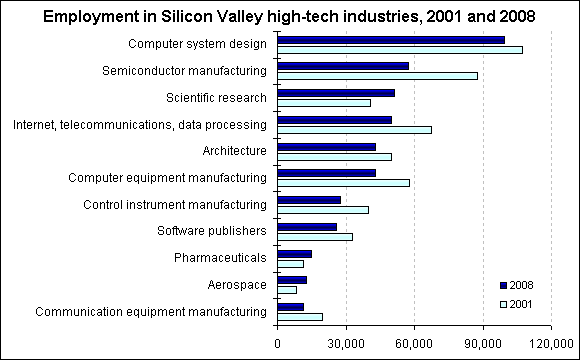 Employment in Silicon Valley high-tech industries, 2001 and 2008
Computer system design
Semiconductor manufacturing
Scientific research
Internet, telecommunications, data processing
Architecture
Computer equipment manufacturing
Control instrument manufacturing
Software publishers
Pharmaceuticals
Aerospace
Communication equipment manufacturing
2008
2001
0 30,000 60,000 90,000 120,000